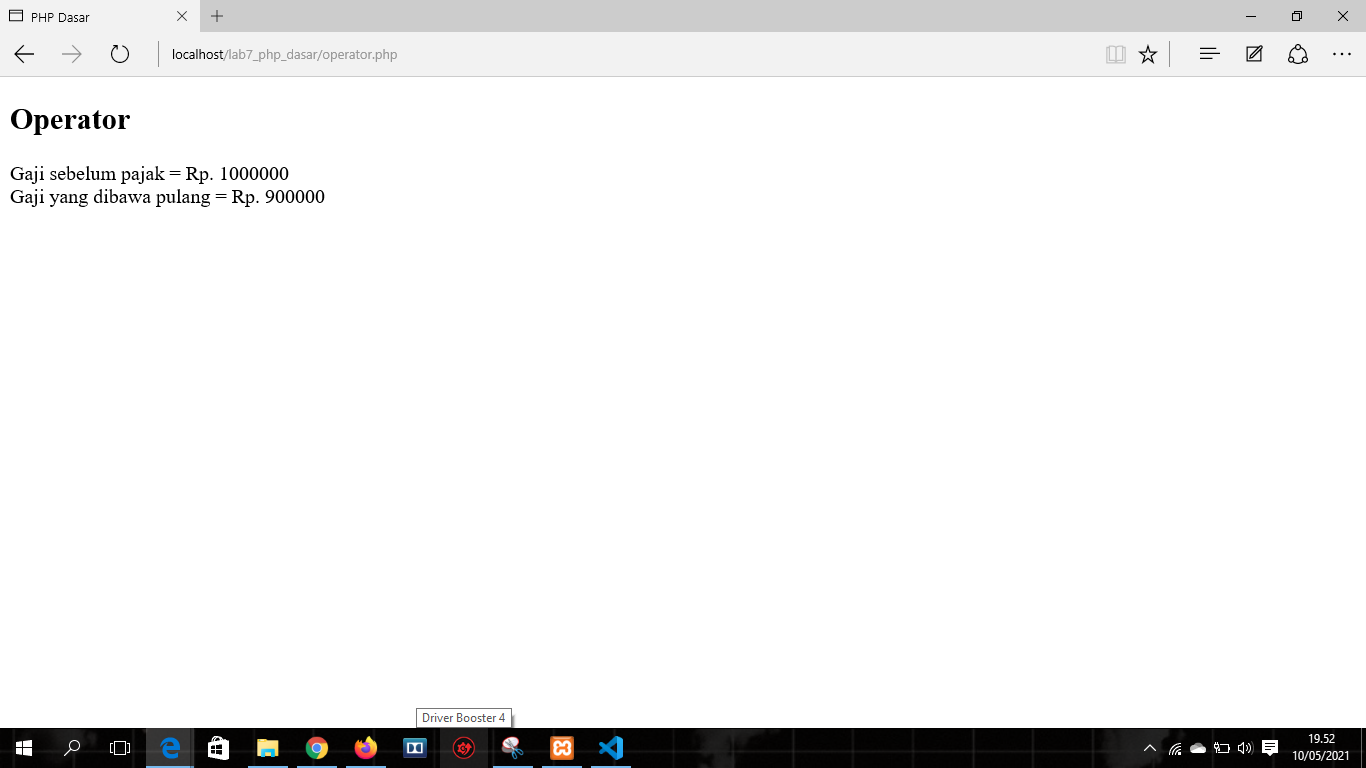 PHP Dasar
localhost/lab7_php_dasar/operator.php
Operator
Gaji sebelum pajak = Rp. 1000000
Gaji yang dibawa pulang = Rp. 900000
Driver Booster 4
19.52
10/05/2021